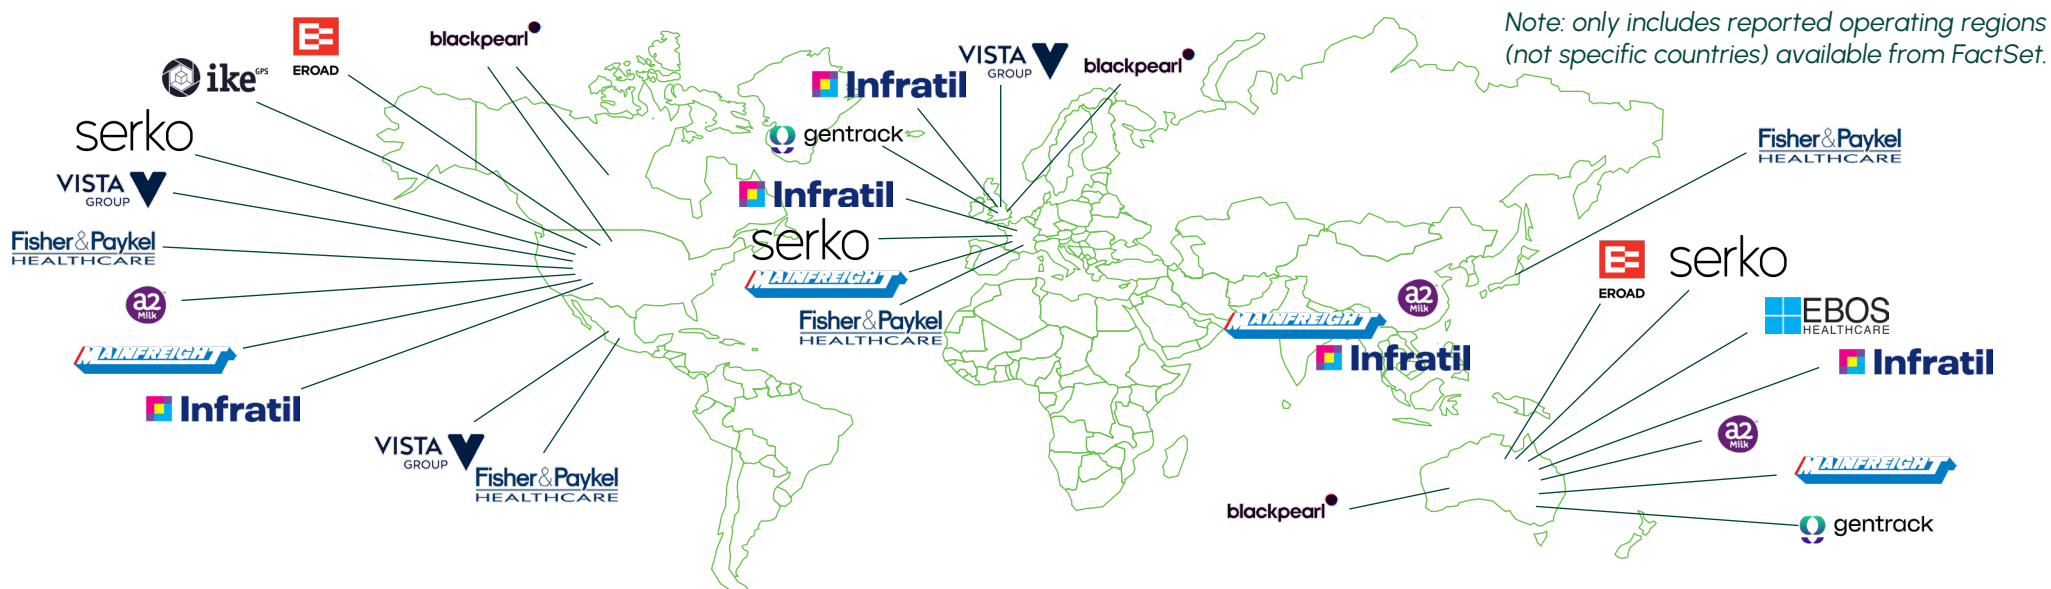 Note: only includes reported operating regions
(not specific countries) available from FactSet.
EROAD
blackpearl
ike GPS
serko
VISTA
GROUP
Fisher&Paykel
HEALTHCARE
a2
Milk
MAINFREIGHT
Infratil
VISTA
GROUP
Fisher&Paykel
HEALTHCARE
VISTA
GROUP
blackpearl
Infratil
gentrack
Infratil
serko
MAINFREIGHT
Fisher&Paykel
HEALTHCARE
Fisher&Paykel
HEALTHCARE
a2
Milk
MAINFREIGHT
Infratil
EROAD
serko
EBOS
HEALTHCARE
Infratil
a2
Milk
MAINFREIGHT
blackpearl
gentrack